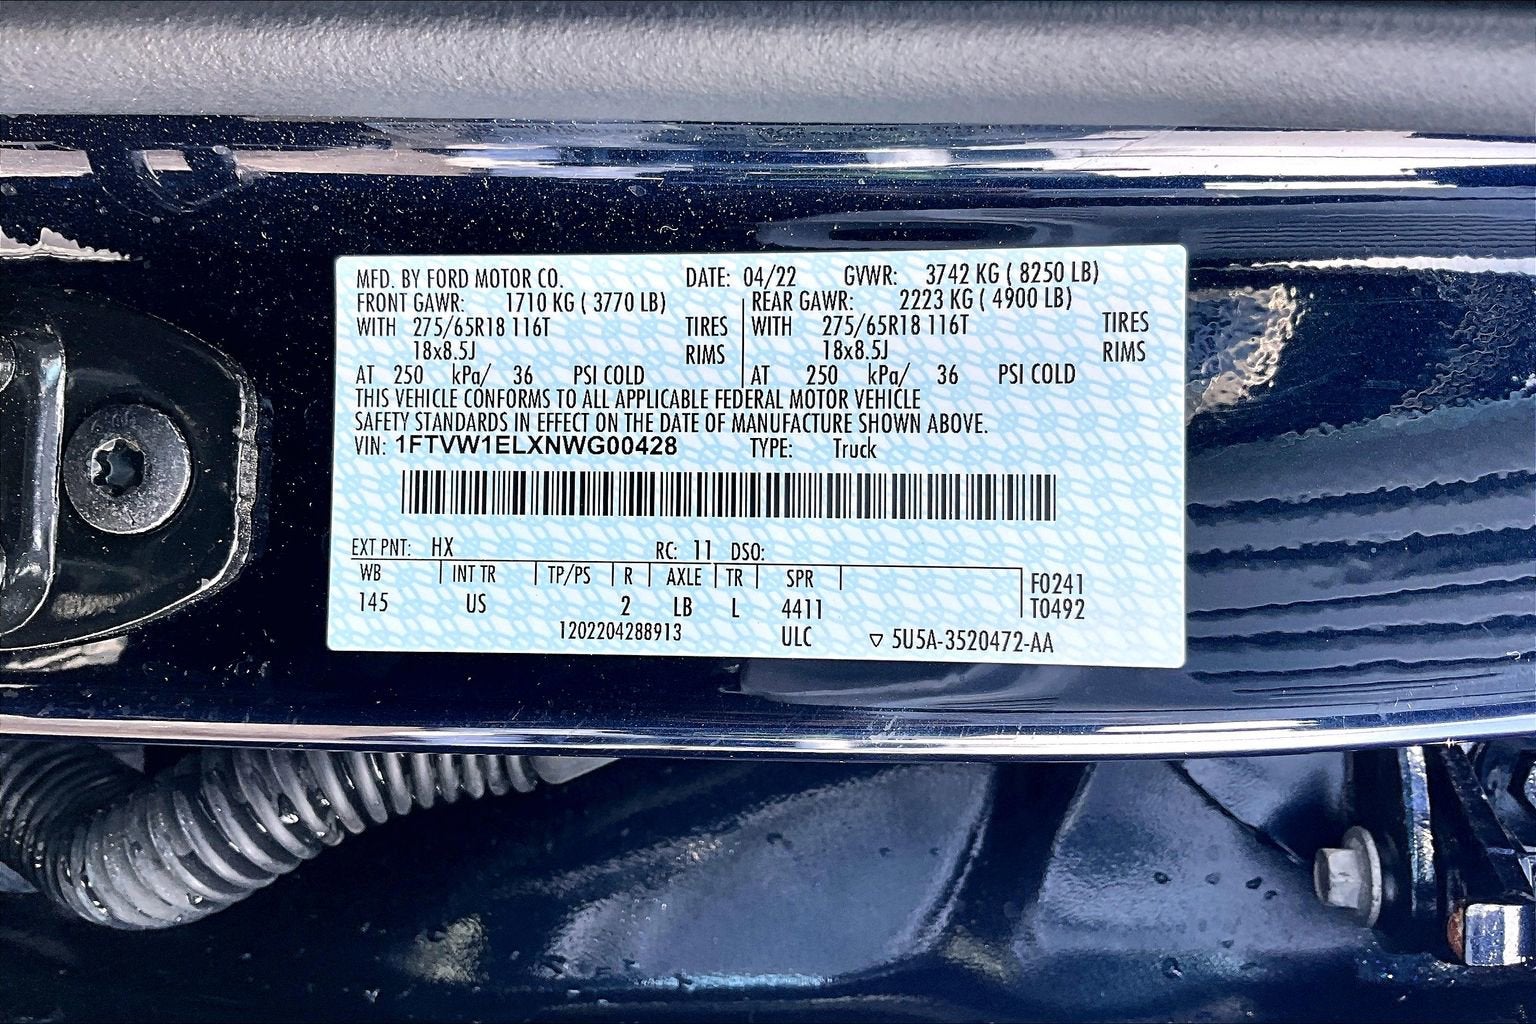 MFD. BY FORD MOTOR CO. DATE: 04/22 GVWR: 3742 KG ( 8250 LB)
FRONT GAWR: 1710 KG ( 3770 LB) REAR GAWR: 2223 KG ( 4900 LB)
WITH 275/65R18 116T TIRES WITH 275/65R18 116T TIRES
18x8.5J RIMS 18x8.5J RIMS
AT 250 kPa/ 36 PSI COLD AT 250 kPa/ 36 PSI COLD
THIS VEHICLE CONFORMS TO ALL APPLICABLE FEDERAL MOTOR VEHICLE
SAFETY STANDARDS IN EFFECT ON THE DATE OF MANUFACTURE SHOWN ABOVE.
VIN: 1FTVW1ELXNWG00428 TYPE: Truck
EXT PNT: HX RC: 11 DSO:
WB INT TR TP/PS R AXLE TR SPR F0241
145 US 2 LB L 4411 T0492
1202204288913 ULC ▽ 5U5A-3520472-AA